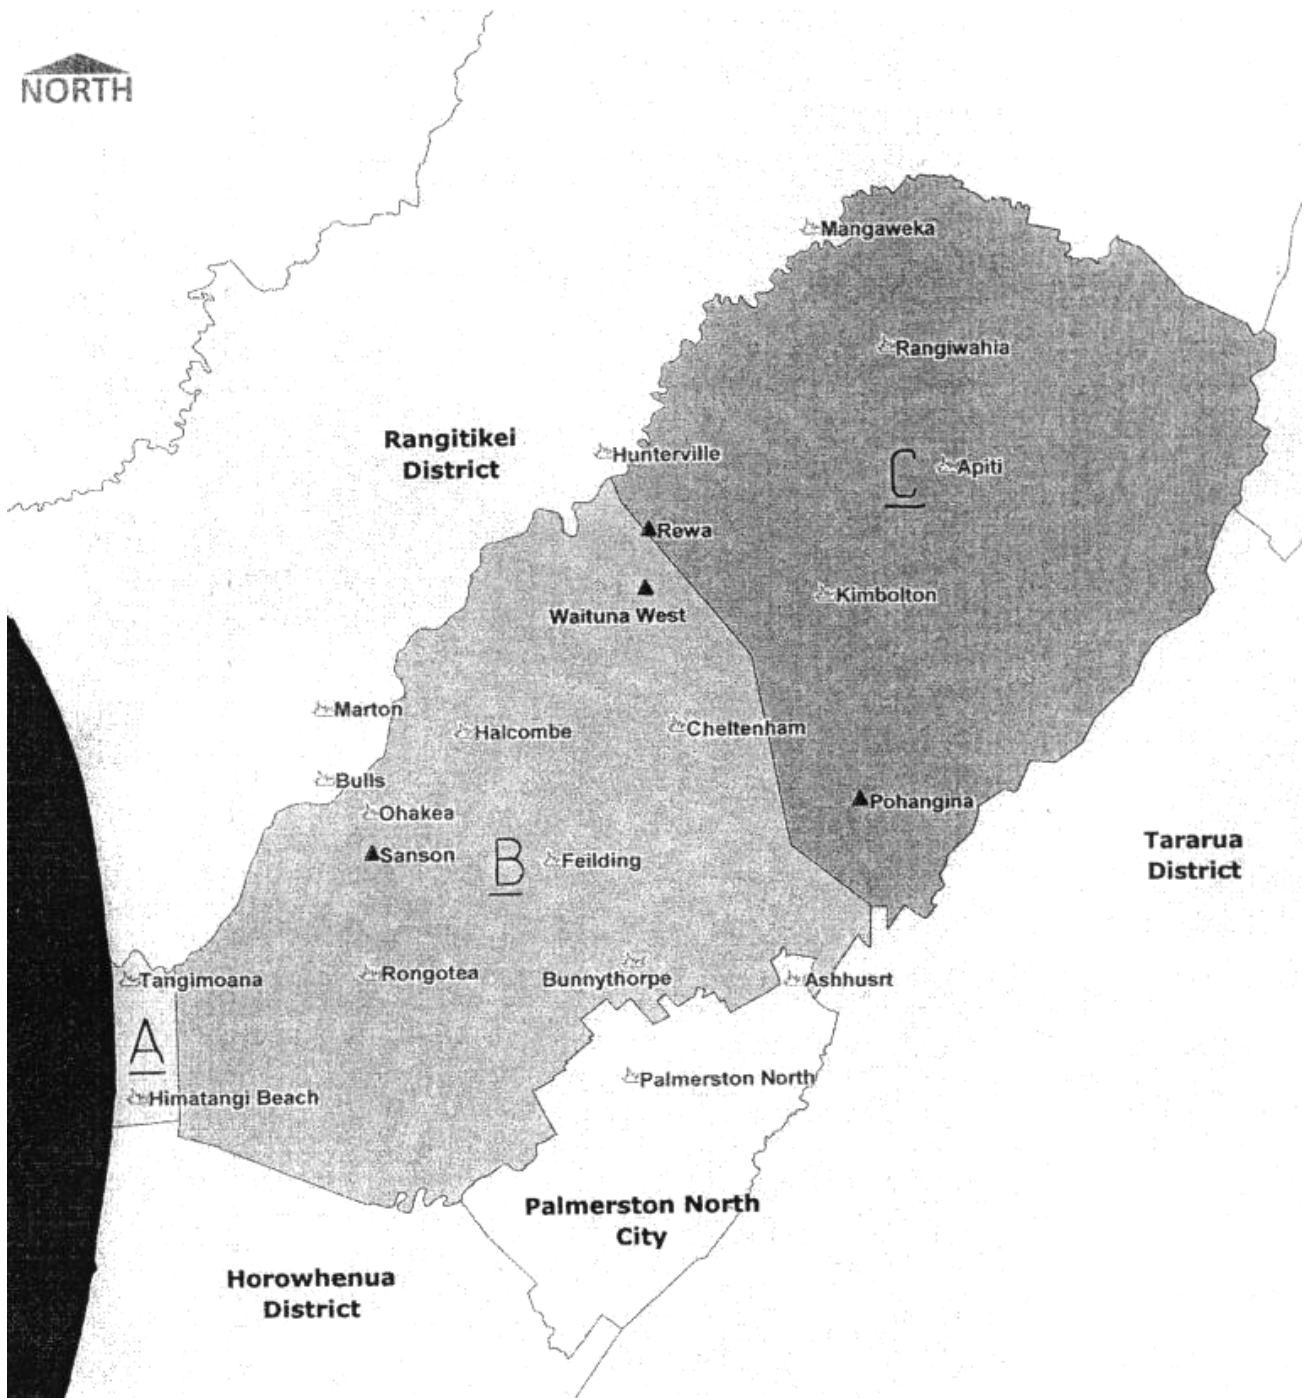 NORTH
Mangaweka
Rangiwahia
Rangitikei
District
Hunterville
C
Apiti
Rewa
Kimbolton
Waituna West
Marton
Halcombe
Cheltenham
Bulls
Ohakea
Pohangina
Sanson
B
Feilding
Tararua
District
Tangimoana
Rongotea
Bunnythorpe
Ashhusrt
A
Himatangi Beach
Palmerston North
Palmerston North
City
Horowhenua
District